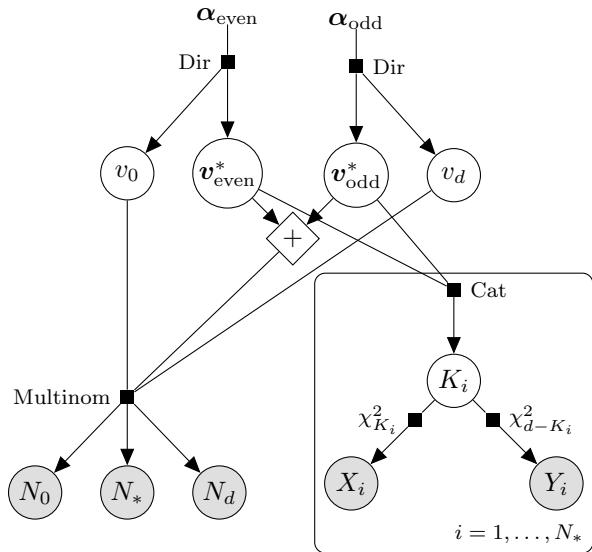 α_even α_odd
Dir Dir
v_0 v*_even v*_odd v_d
+
Cat
K_i
Multinom χ²_{K_i} χ²_{d−K_i}
N_0 N_* N_d X_i Y_i
i = 1, . . . , N_*